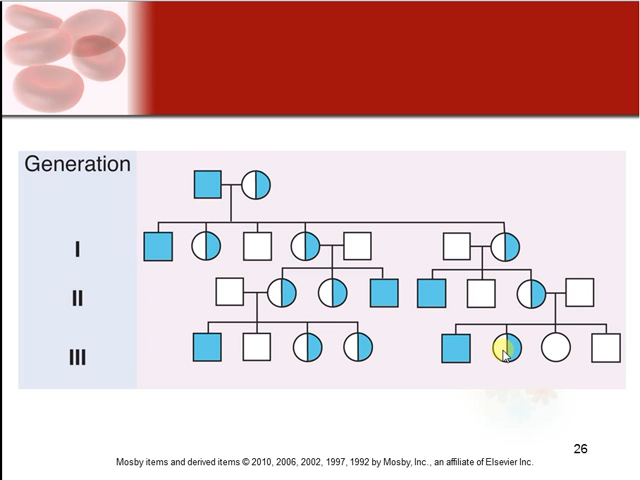 Generation
I
II
III
26
Mosby items and derived items © 2010, 2006, 2002, 1997, 1992 by Mosby, Inc., an affiliate of Elsevier Inc.